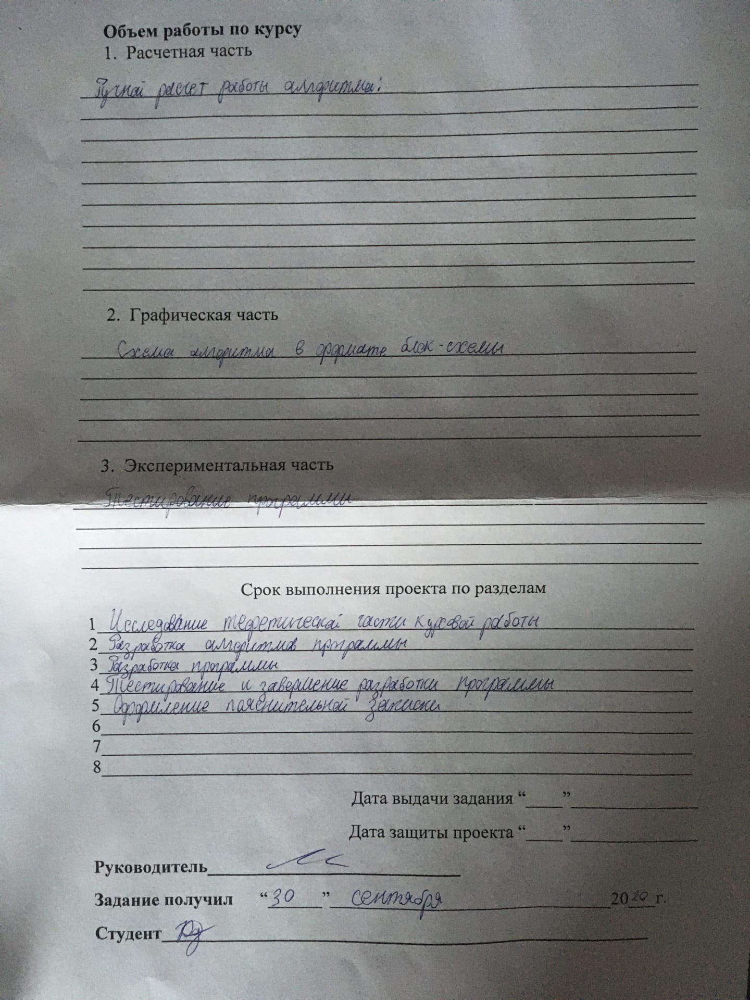 Объем работы по курсу
1. Расчетная часть
Ручной расчет работы алгоритма;
2. Графическая часть
Схема алгоритма в формате блок-схемы
3. Экспериментальная часть
Тестирование программы
Срок выполнения проекта по разделам
1 Исследование теоретической части курсовой работы
2 Разработка алгоритмов программы
3 Разработка программы
4 Тестирование и завершение разработки программы
5 Оформление пояснительной записки
6
7
8
Дата выдачи задания “____”
Дата защиты проекта “____”
Руководитель
Задание получил “30” сентября 2020 г.
Студент